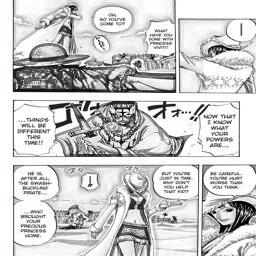 !
OH,
SO YOU'VE
COME TO?
WHAT
HAVE YOU
DONE WITH
PRINCESS
VIVI?!
NOW THAT
I KNOW
WHAT
YOUR
POWERS
ARE...
...THINGS
WILL BE
DIFFERENT
THIS
TIME!!
BE CAREFUL.
YOU'RE HURT
WORSE THAN
YOU THINK.
BUT YOU'RE
JUST IN TIME.
WHY DON'T
YOU HELP
THAT KID?
!
HE IS,
AFTER ALL,
THE SWASH-
BUCKLING
PIRATE...
...WHO
BROUGHT
YOUR
PRECIOUS
PRINCESS
HOME.